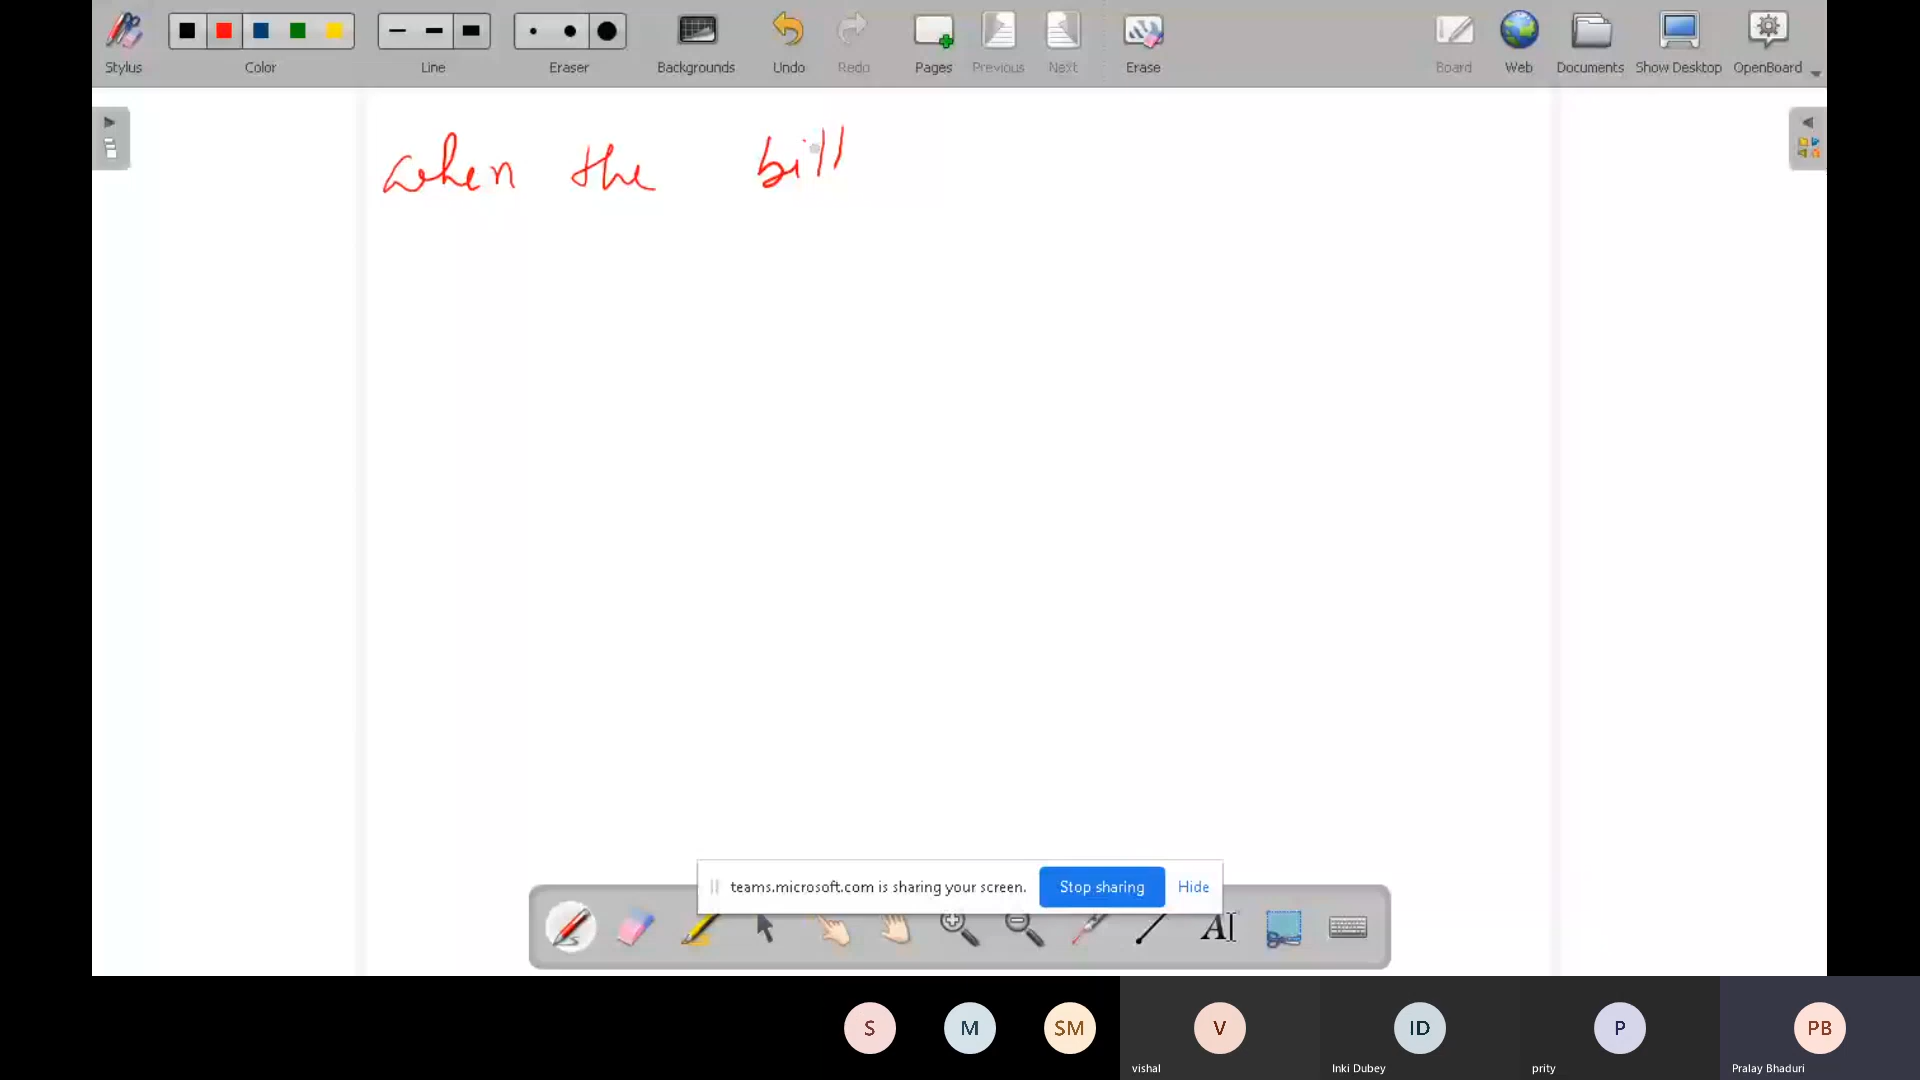 Stylus Color Line Eraser Backgrounds Undo Redo Pages Previous Next Erase Board Web Documents Show Desktop OpenBoard
when the bill
teams.microsoft.com is sharing your screen. Stop sharing Hide
AI
S M SM V ID P PB
vishal Inki Dubey prity Pralay Bhaduri